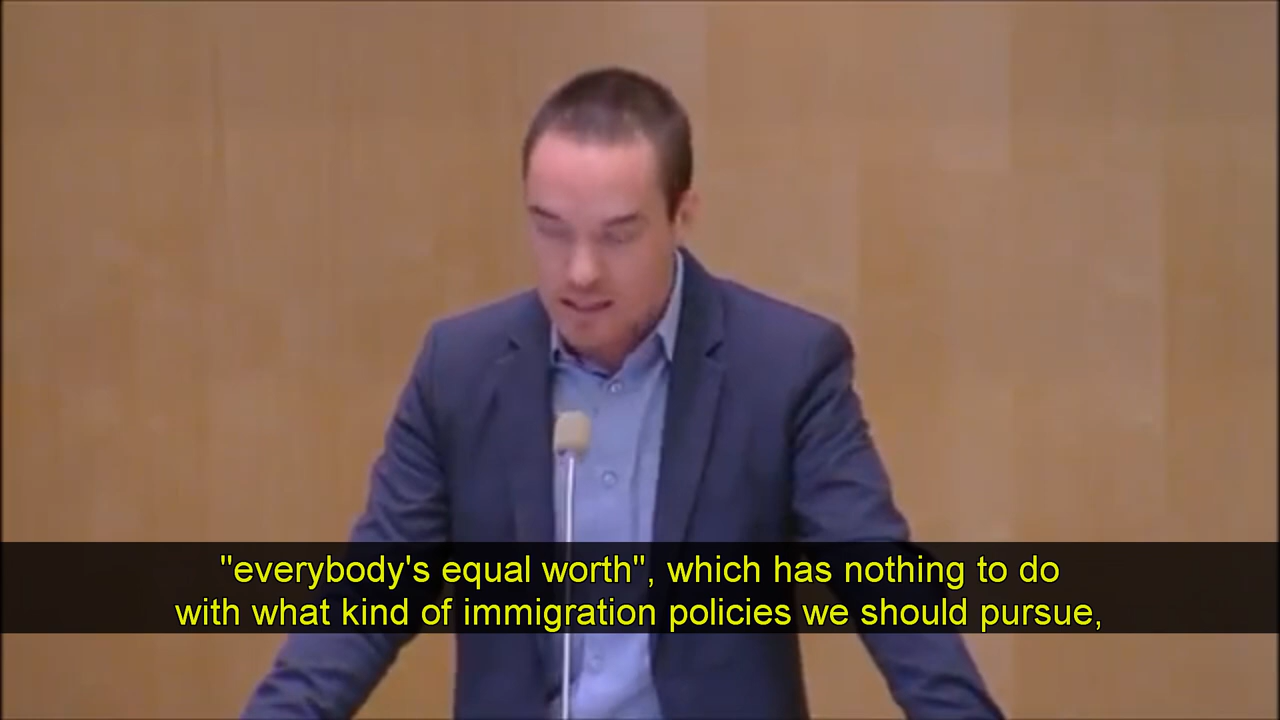 "everybody's equal worth", which has nothing to do
with what kind of immigration policies we should pursue,